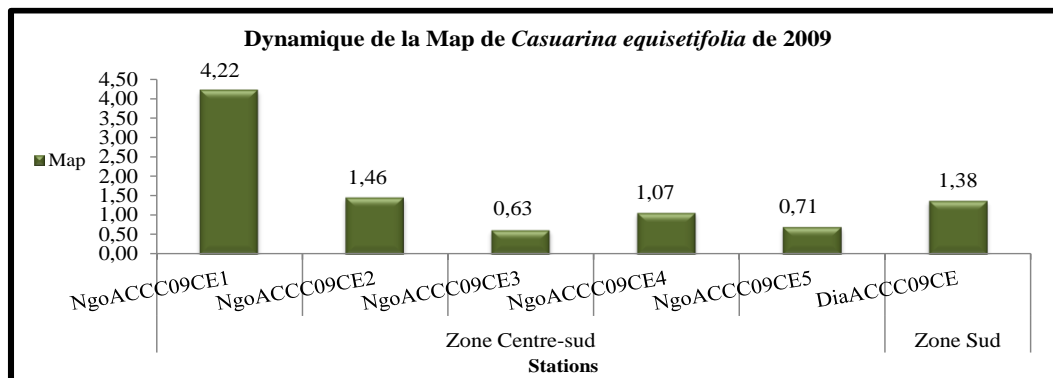 Dynamique de la Map de Casuarina equisetifolia de 2009
4,22
1,46
0,63
1,07
0,71
1,38
4,50
4,00
3,50
3,00
2,50
2,00
1,50
1,00
0,50
0,00
Map
NgoACCC09CE1
NgoACCC09CE2
NgoACCC09CE3
NgoACCC09CE4
NgoACCC09CE5
DiaACCC09CE
Zone Centre-sud
Zone Sud
Stations